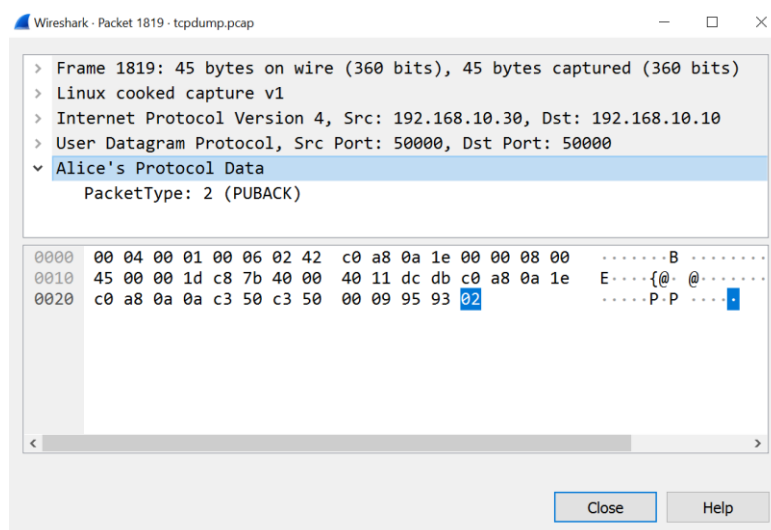 Wireshark · Packet 1819 · tcpdump.pcap
> Frame 1819: 45 bytes on wire (360 bits), 45 bytes captured (360 bits)
> Linux cooked capture v1
> Internet Protocol Version 4, Src: 192.168.10.30, Dst: 192.168.10.10
> User Datagram Protocol, Src Port: 50000, Dst Port: 50000
Alice's Protocol Data
PacketType: 2 (PUBACK)
0000 00 04 00 01 00 06 02 42 c0 a8 0a 1e 00 00 08 00 ·······B ········
0010 45 00 00 1d c8 7b 40 00 40 11 dc db c0 a8 0a 1e E····{@· @·······
0020 c0 a8 0a 0a c3 50 c3 50 00 09 95 93 02 ·····P·P ·····
Close
Help